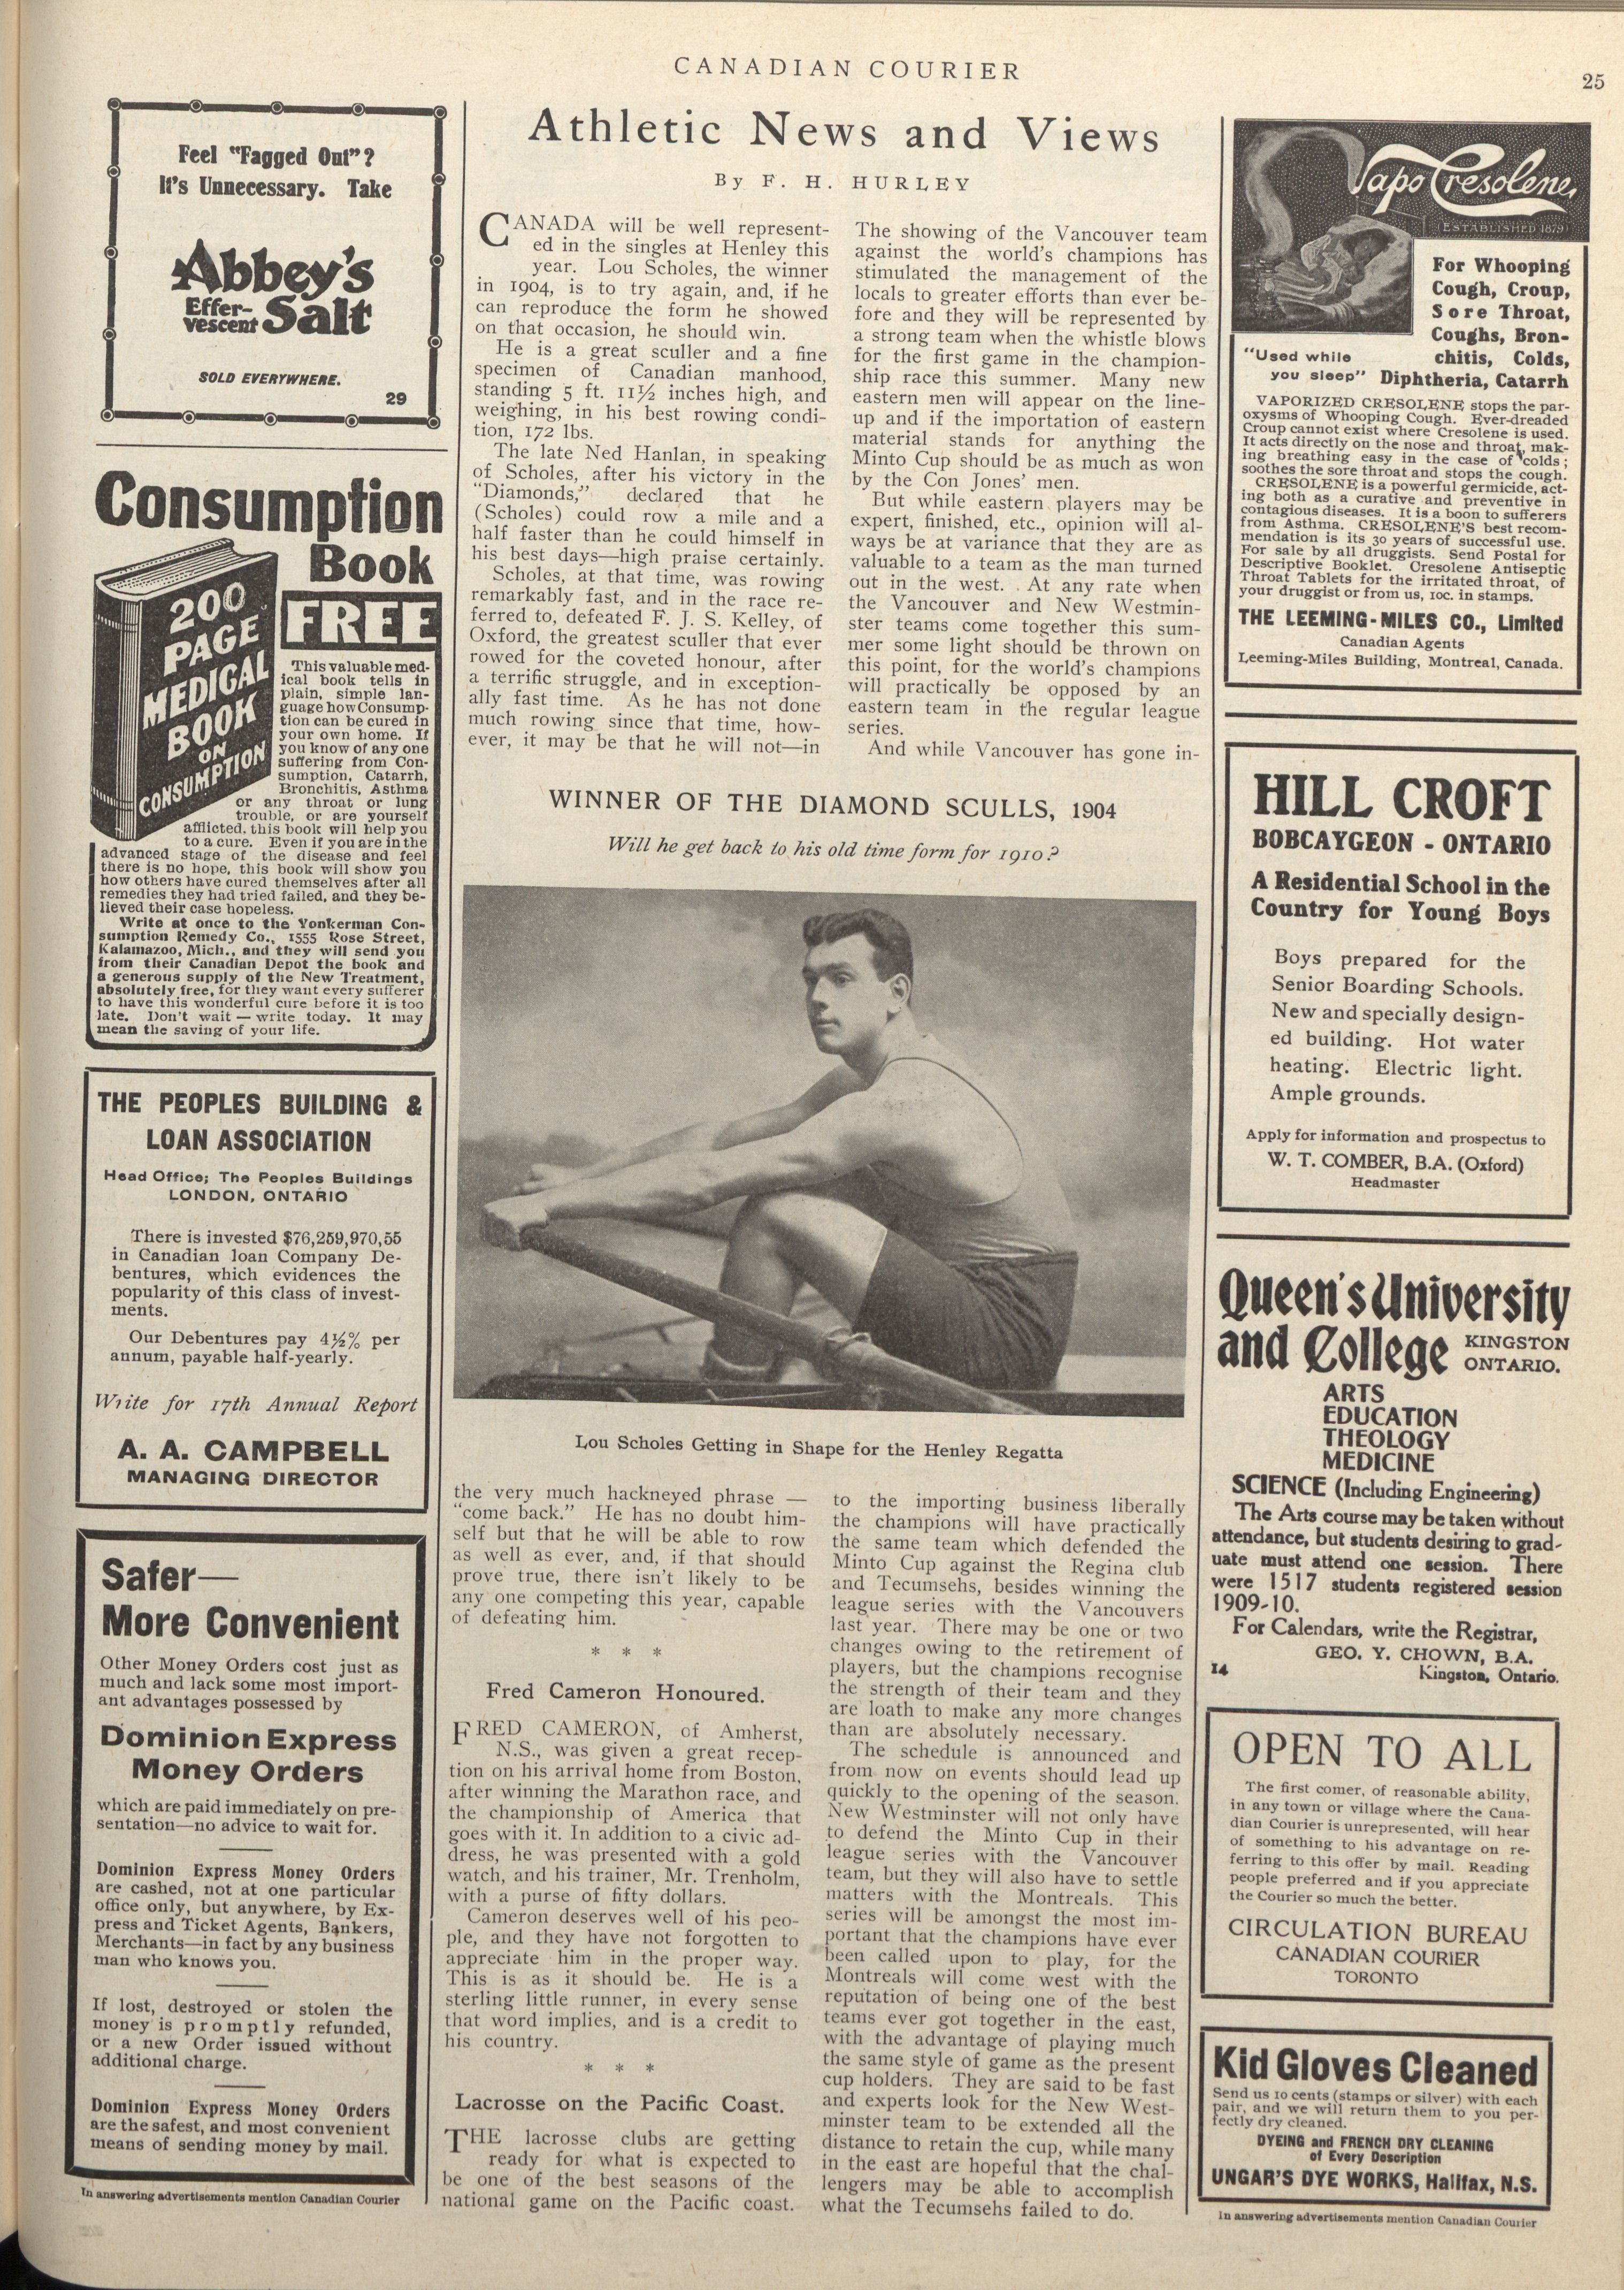 CANADIAN COURIER
25
Feel "Fagged Out"?
It's Unnecessary. Take
Abbey's
Effer-
vescent Salt
SOLD EVERYWHERE.
29
Consumption
Book
FREE
200
PAGE
MEDICAL
BOOK
ON
CONSUMPTION
This valuable med-
ical book tells in
plain, simple lan-
guage how Consump-
tion can be cured in
your own home. If
you know of any one
suffering from Con-
sumption, Catarrh,
Bronchitis, Asthma
or any throat or lung
trouble, or are yourself
afflicted, this book will help you
to a cure. Even if you are in the
advanced stage of the disease and feel
there is no hope, this book will show you
how others have cured themselves after all
remedies they had tried failed, and they be-
lieved their case hopeless.
Write at once to the Yonkerman Con-
sumption Remedy Co., 1555 Rose Street,
Kalamazoo, Mich., and they will send you
from their Canadian Depot the book and
a generous supply of the New Treatment,
absolutely free, for they want every sufferer
to have this wonderful cure before it is too
late. Don't wait — write today. It may
mean the saving of your life.
THE PEOPLES BUILDING &
LOAN ASSOCIATION
Head Office; The Peoples Buildings
LONDON, ONTARIO
There is invested $76,259,970,55
in Canadian loan Company De-
bentures, which evidences the
popularity of this class of invest-
ments.
Our Debentures pay 4½% per
annum, payable half-yearly.
Write for 17th Annual Report
A. A. CAMPBELL
MANAGING DIRECTOR
Safer—
More Convenient
Other Money Orders cost just as
much and lack some most import-
ant advantages possessed by
Dominion Express
Money Orders
which are paid immediately on pre-
sentation—no advice to wait for.
Dominion Express Money Orders
are cashed, not at one particular
office only, but anywhere, by Ex-
press and Ticket Agents, Bankers,
Merchants—in fact by any business
man who knows you.
If lost, destroyed or stolen the
money is promptly refunded,
or a new Order issued without
additional charge.
Dominion Express Money Orders
are the safest, and most convenient
means of sending money by mail.
In answering advertisements mention Canadian Courier
Athletic News and Views
By F. H. HURLEY
CANADA will be well represent-
ed in the singles at Henley this
year. Lou Scholes, the winner
in 1904, is to try again, and, if he
can reproduce the form he showed
on that occasion, he should win.
He is a great sculler and a fine
specimen of Canadian manhood,
standing 5 ft. 11½ inches high, and
weighing, in his best rowing condi-
tion, 172 lbs.
The late Ned Hanlan, in speaking
of Scholes, after his victory in the
"Diamonds," declared that he
(Scholes) could row a mile and a
half faster than he could himself in
his best days—high praise certainly.
Scholes, at that time, was rowing
remarkably fast, and in the race re-
ferred to, defeated F. J. S. Kelley, of
Oxford, the greatest sculler that ever
rowed for the coveted honour, after
a terrific struggle, and in exception-
ally fast time. As he has not done
much rowing since that time, how-
ever, it may be that he will not—in
The showing of the Vancouver team
against the world's champions has
stimulated the management of the
locals to greater efforts than ever be-
fore and they will be represented by
a strong team when the whistle blows
for the first game in the champion-
ship race this summer. Many new
eastern men will appear on the line-
up and if the importation of eastern
material stands for anything the
Minto Cup should be as much as won
by the Con Jones' men.
But while eastern players may be
expert, finished, etc., opinion will al-
ways be at variance that they are as
valuable to a team as the man turned
out in the west. At any rate when
the Vancouver and New Westmin-
ster teams come together this sum-
mer some light should be thrown on
this point, for the world's champions
will practically be opposed by an
eastern team in the regular league
series.
And while Vancouver has gone in-
WINNER OF THE DIAMOND SCULLS, 1904
Will he get back to his old time form for 1910?
Lou Scholes Getting in Shape for the Henley Regatta
the very much hackneyed phrase —
"come back." He has no doubt him-
self but that he will be able to row
as well as ever, and, if that should
prove true, there isn't likely to be
any one competing this year, capable
of defeating him.
* * *
Fred Cameron Honoured.
FRED CAMERON, of Amherst,
N.S., was given a great recep-
tion on his arrival home from Boston,
after winning the Marathon race, and
the championship of America that
goes with it. In addition to a civic ad-
dress, he was presented with a gold
watch, and his trainer, Mr. Trenholm,
with a purse of fifty dollars.
Cameron deserves well of his peo-
ple, and they have not forgotten to
appreciate him in the proper way.
This is as it should be. He is a
sterling little runner, in every sense
that word implies, and is a credit to
his country.
* * *
Lacrosse on the Pacific Coast.
THE lacrosse clubs are getting
ready for what is expected to
be one of the best seasons of the
national game on the Pacific coast.
to the importing business liberally
the champions will have practically
the same team which defended the
Minto Cup against the Regina club
and Tecumsehs, besides winning the
league series with the Vancouvers
last year. There may be one or two
changes owing to the retirement of
players, but the champions recognise
the strength of their team and they
are loath to make any more changes
than are absolutely necessary.
The schedule is announced and
from now on events should lead up
quickly to the opening of the season.
New Westminster will not only have
to defend the Minto Cup in their
league series with the Vancouver
team, but they will also have to settle
matters with the Montreals. This
series will be amongst the most im-
portant that the champions have ever
been called upon to play, for the
Montreals will come west with the
reputation of being one of the best
teams ever got together in the east,
with the advantage of playing much
the same style of game as the present
cup holders. They are said to be fast
and experts look for the New West-
minster team to be extended all the
distance to retain the cup, while many
in the east are hopeful that the chal-
lengers may be able to accomplish
what the Tecumsehs failed to do.
Vapo Cresolene
(ESTABLISHED 1879)
For Whooping
Cough, Croup,
Sore Throat,
Coughs, Bron-
chitis, Colds,
Diphtheria, Catarrh
"Used while
you sleep"
VAPORIZED CRESOLENE stops the par-
oxysms of Whooping Cough. Ever-dreaded
Croup cannot exist where Cresolene is used.
It acts directly on the nose and throat, mak-
ing breathing easy in the case of colds;
soothes the sore throat and stops the cough.
CRESOLENE is a powerful germicide, act-
ing both as a curative and preventive in
contagious diseases. It is a boon to sufferers
from Asthma. CRESOLENE'S best recom-
mendation is its 30 years of successful use.
For sale by all druggists. Send Postal for
Descriptive Booklet. Cresolene Antiseptic
Throat Tablets for the irritated throat, of
your druggist or from us, 10c. in stamps.
THE LEEMING-MILES CO., Limited
Canadian Agents
Leeming-Miles Building, Montreal, Canada.
HILL CROFT
BOBCAYGEON - ONTARIO
A Residential School in the
Country for Young Boys
Boys prepared for the
Senior Boarding Schools.
New and specially design-
ed building. Hot water
heating. Electric light.
Ample grounds.
Apply for information and prospectus to
W. T. COMBER, B.A. (Oxford)
Headmaster
Queen's University
and College KINGSTON
ONTARIO.
ARTS
EDUCATION
THEOLOGY
MEDICINE
SCIENCE (Including Engineering)
The Arts course may be taken without
attendance, but students desiring to grad-
uate must attend one session. There
were 1517 students registered session
1909-10.
For Calendars, write the Registrar,
GEO. Y. CHOWN, B.A.
14 Kingston, Ontario.
OPEN TO ALL
The first comer, of reasonable ability,
in any town or village where the Cana-
dian Courier is unrepresented, will hear
of something to his advantage on re-
ferring to this offer by mail. Reading
people preferred and if you appreciate
the Courier so much the better.
CIRCULATION BUREAU
CANADIAN COURIER
TORONTO
Kid Gloves Cleaned
Send us 10 cents (stamps or silver) with each
pair, and we will return them to you per-
fectly dry cleaned.
DYEING and FRENCH DRY CLEANING
of Every Description
UNGAR'S DYE WORKS, Halifax, N.S.
In answering advertisements mention Canadian Courier